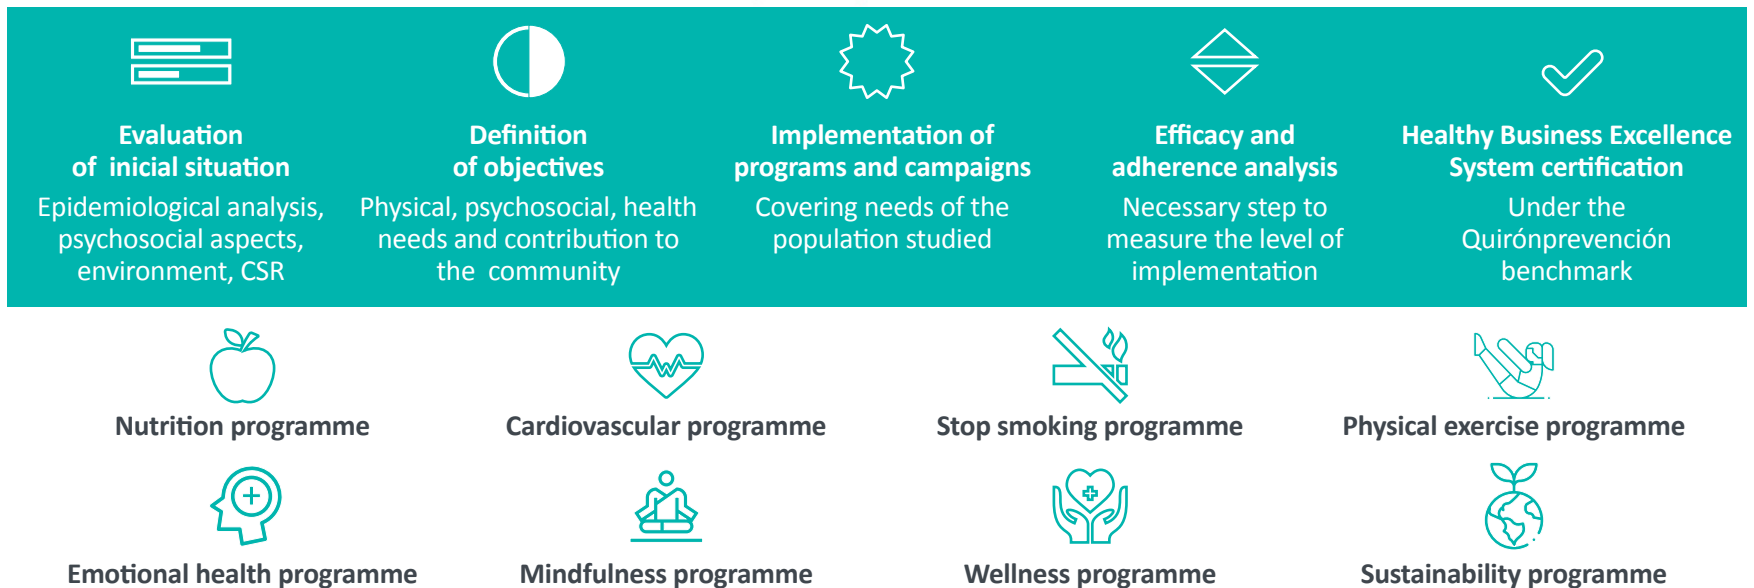 Evaluation
of inicial situation
Epidemiological analysis,
psychosocial aspects,
environment, CSR
Definition
of objectives
Physical, psychosocial, health
needs and contribution to
the community
Implementation of
programs and campaigns
Covering needs of the
population studied
Efficacy and
adherence analysis
Necessary step to
measure the level of
implementation
Healthy Business Excellence
System certification
Under the
Quirónprevención
benchmark
Nutrition programme
Cardiovascular programme
Stop smoking programme
Physical exercise programme
Emotional health programme
Mindfulness programme
Wellness programme
Sustainability programme